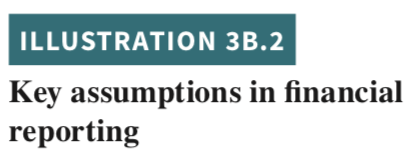 ILLUSTRATION 3B.2
Key assumptions in financial
reporting